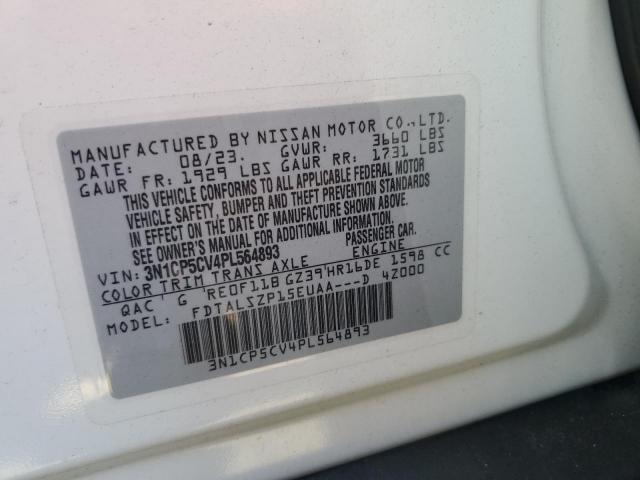 MANUFACTURED BY NISSAN MOTOR CO.,LTD.
DATE: 08/23. GVWR: 3660 LBS
GAWR FR: 1929 LBS GAWR RR: 1731 LBS
THIS VEHICLE CONFORMS TO ALL APPLICABLE FEDERAL MOTOR
VEHICLE SAFETY, BUMPER AND THEFT PREVENTION STANDARDS
IN EFFECT ON THE DATE OF MANUFACTURE SHOWN ABOVE.
SEE OWNER'S MANUAL FOR ADDITIONAL INFORMATION.
VIN: 3N1CP5CV4PL564893 PASSENGER CAR.
COLOR TRIM TRANS AXLE ENGINE
QAC G RE0F11B GZ39 HR16DE 1598 CC
MODEL: FDTALSZP15EUAA---D 42000
3N1CP5CV4PL564893